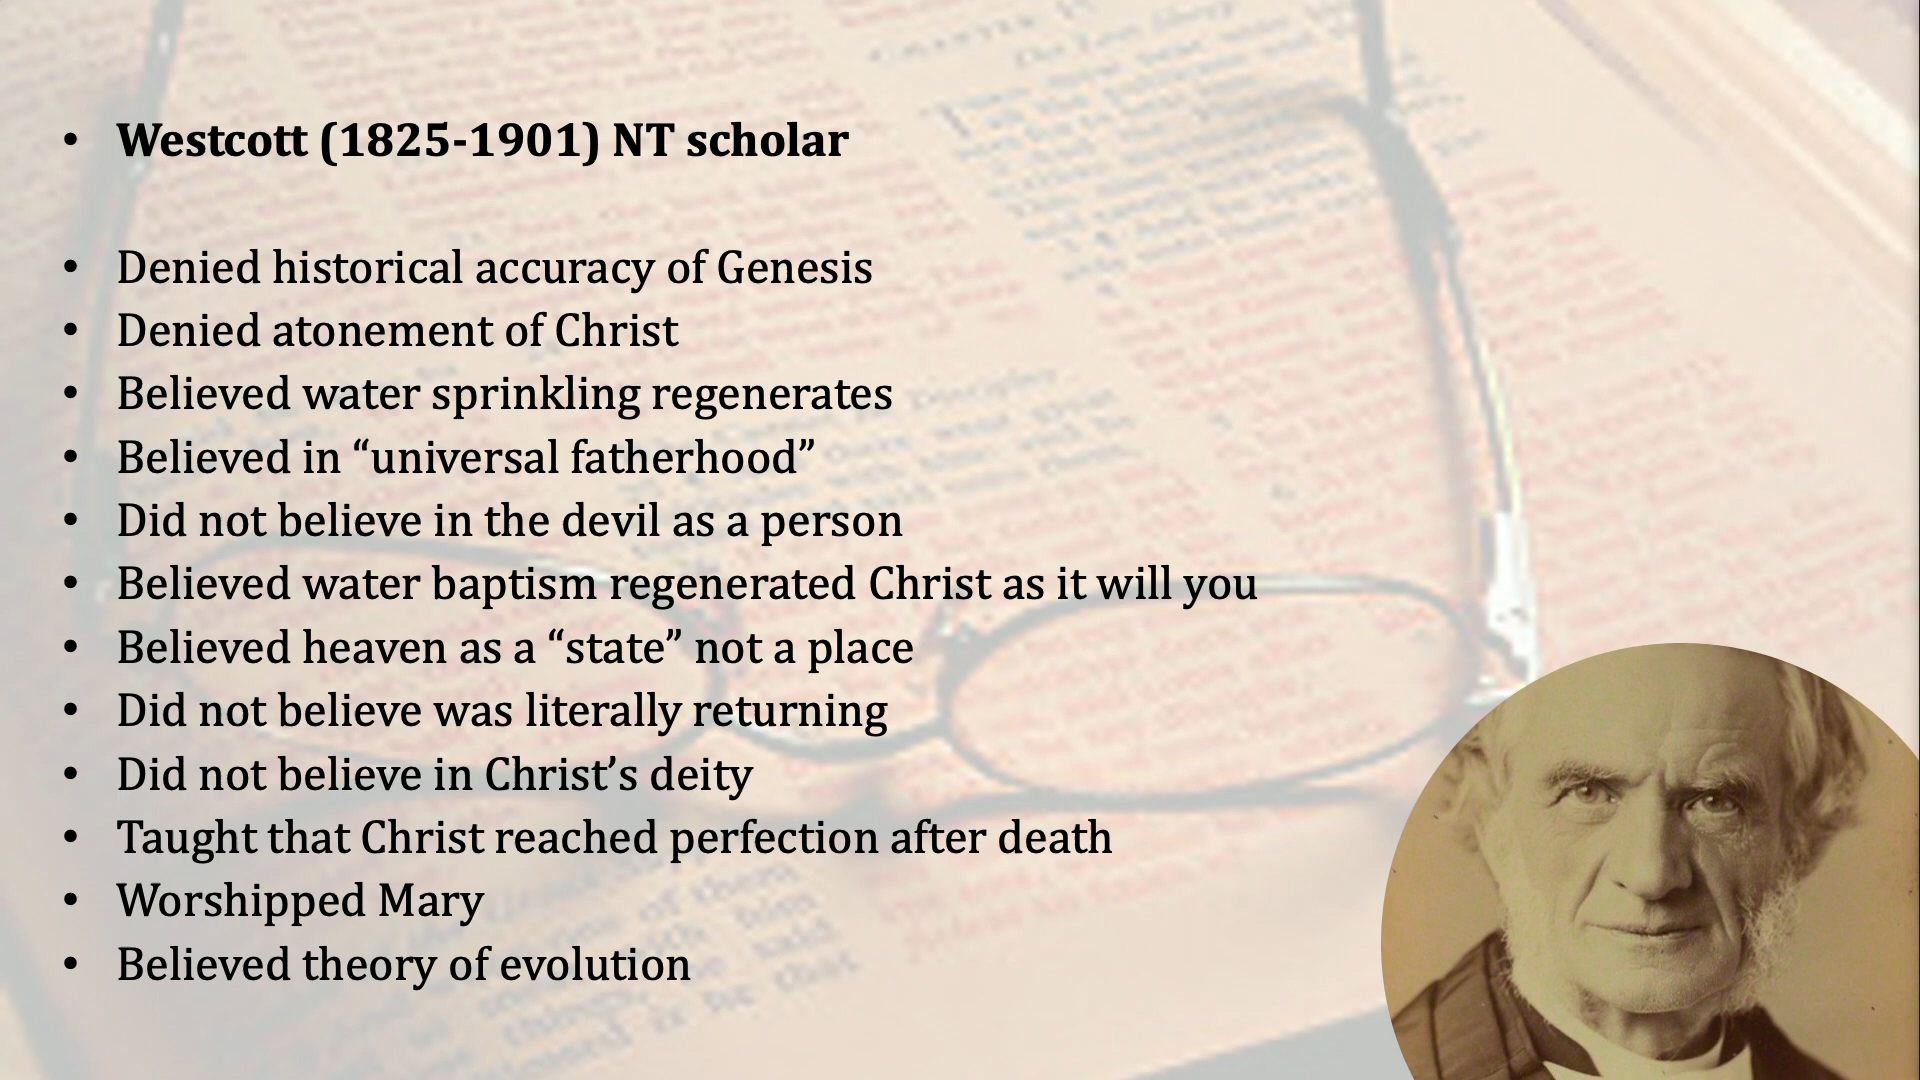 • Westcott (1825-1901) NT scholar
• Denied historical accuracy of Genesis
• Denied atonement of Christ
• Believed water sprinkling regenerates
• Believed in “universal fatherhood”
• Did not believe in the devil as a person
• Believed water baptism regenerated Christ as it will you
• Believed heaven as a “state” not a place
• Did not believe was literally returning
• Did not believe in Christ’s deity
• Taught that Christ reached perfection after death
• Worshipped Mary
• Believed theory of evolution